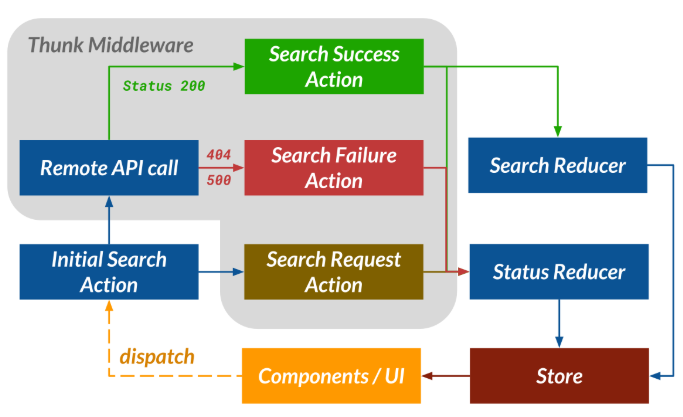 Thunk Middleware
Search Success
Action
Status 200
Remote API call
404
500
Search Failure
Action
Search Reducer
Initial Search
Action
Search Request
Action
Status Reducer
dispatch
Components / UI
Store